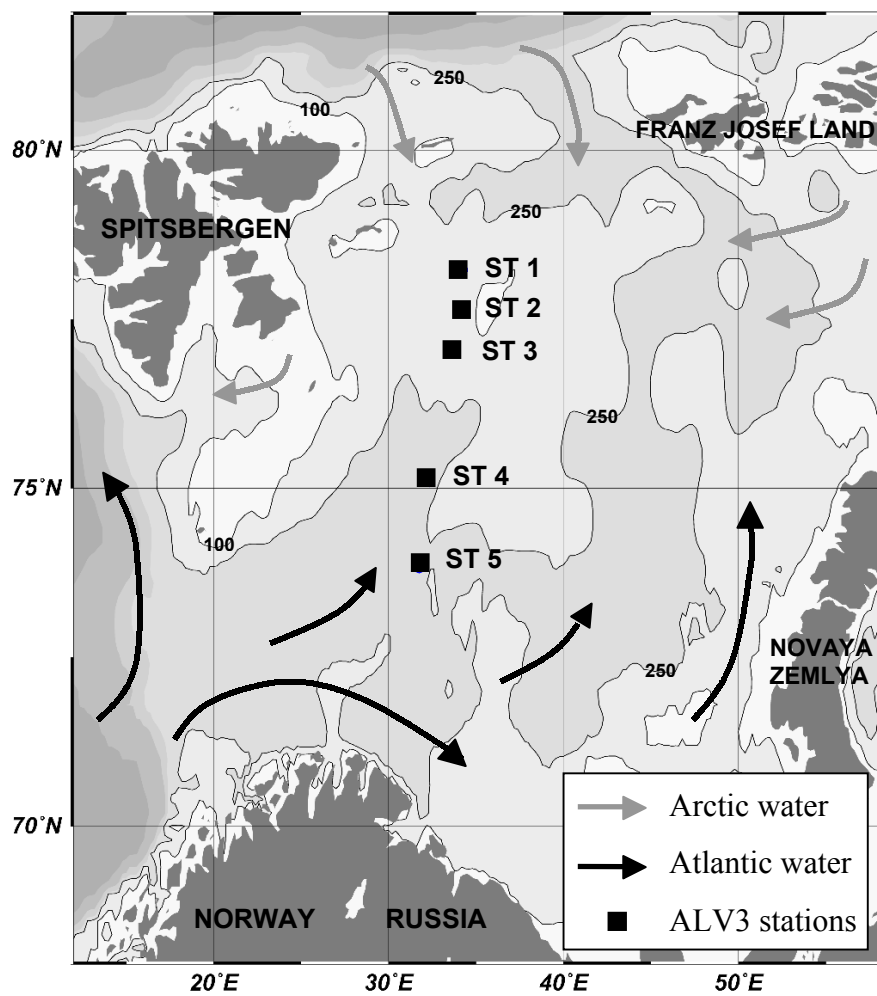 250
100
80°N
FRANZ JOSEF LAND
250
SPITSBERGEN
ST 1
ST 2
ST 3
250
75°N
ST 4
100
ST 5
NOVAYA
ZEMLYA
250
70°N
Arctic water
Atlantic water
ALV3 stations
NORWAY
RUSSIA
20°E
30°E
40°E
50°E